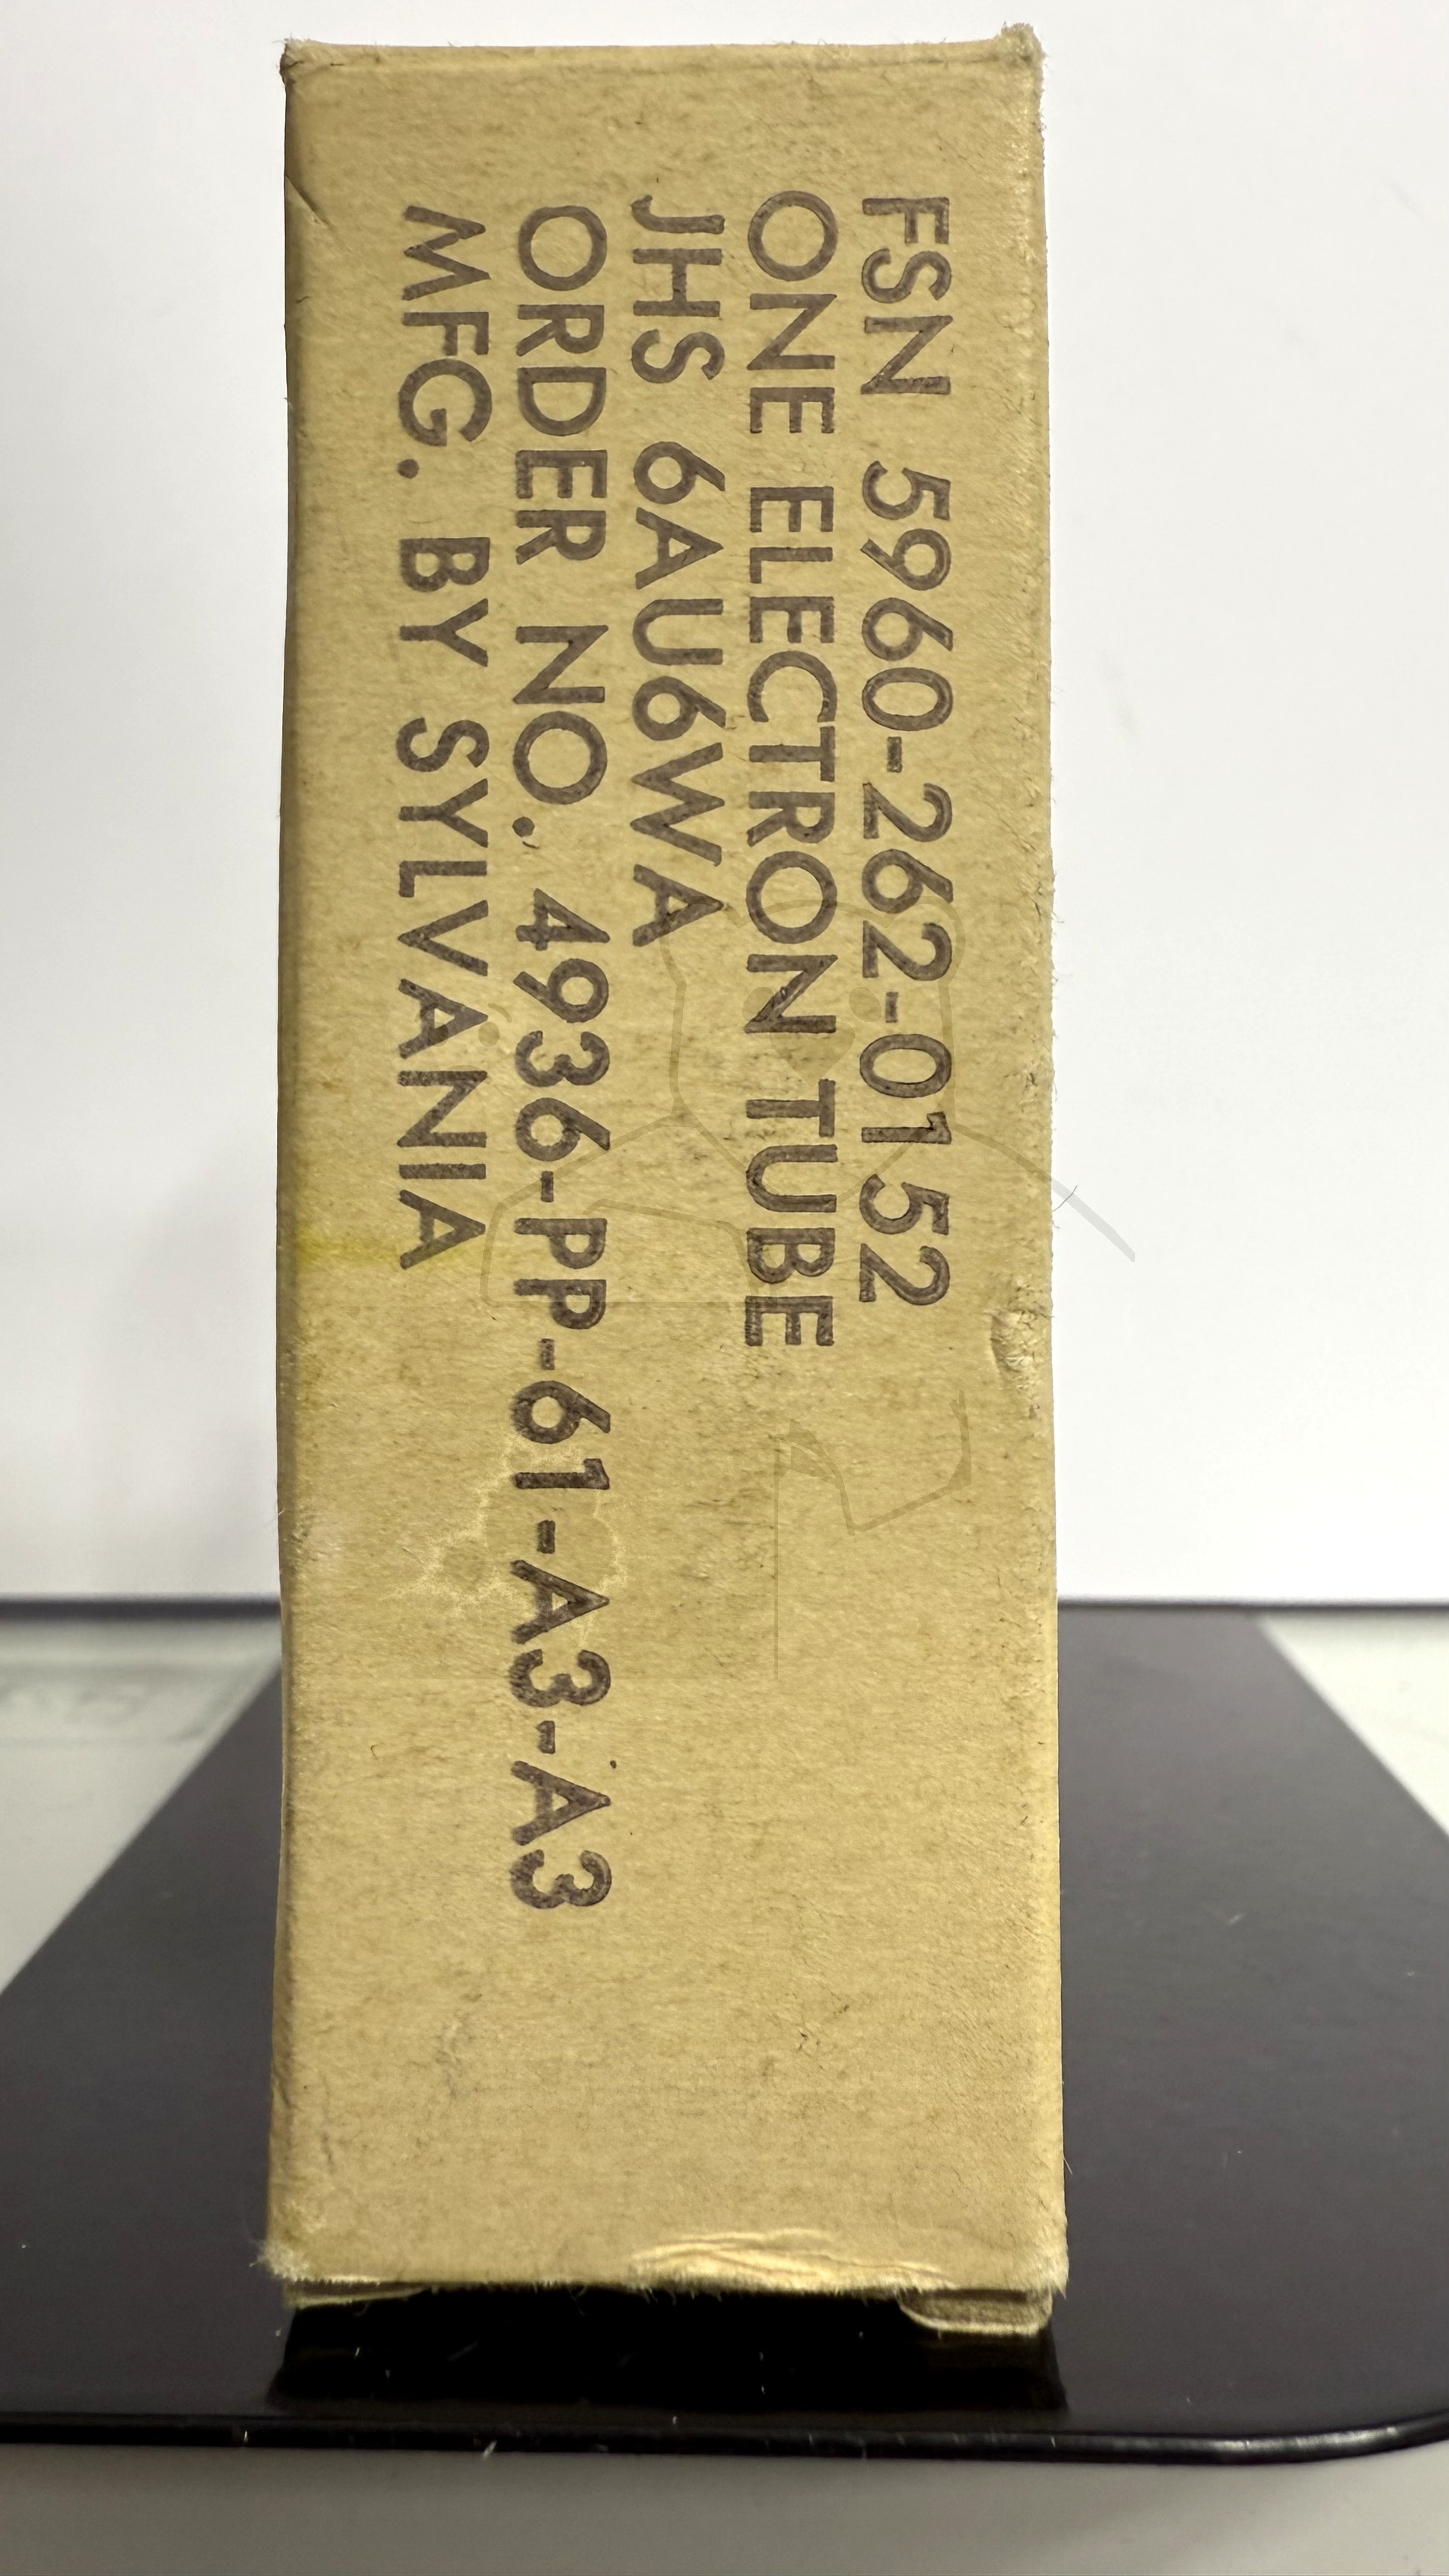 FSN 5960-262-0152
ONE ELECTRON TUBE
JHS 6AU6WA
ORDER NO. 4936-PP-61-A3-A3
MFG. BY SYLVANIA